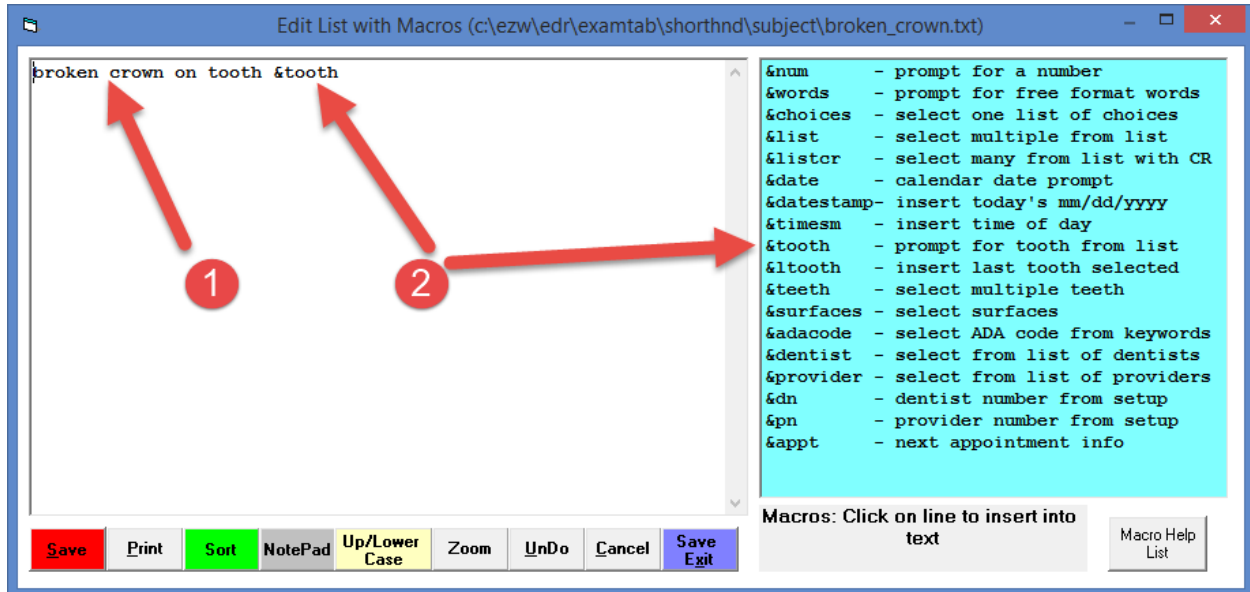 Edit List with Macros (c:\ezw\edr\examtab\shorthnd\subject\broken_crown.txt)
broken crown on tooth &tooth
1
2
&num - prompt for a number
&words - prompt for free format words
&choices - select one list of choices
&list - select multiple from list
&listcr - select many from list with CR
&date - calendar date prompt
&datestamp- insert today's mm/dd/yyyy
&timesm - insert time of day
&tooth - prompt for tooth from list
&ltooth - insert last tooth selected
&teeth - select multiple teeth
&surfaces - select surfaces
&adacode - select ADA code from keywords
&dentist - select from list of dentists
&provider - select from list of providers
&dn - dentist number from setup
&pn - provider number from setup
&appt - next appointment info
Macros: Click on line to insert into
text
Macro Help
List
Save
Print
Sort
NotePad
Up/Lower
Case
Zoom
UnDo
Cancel
Save
Exit